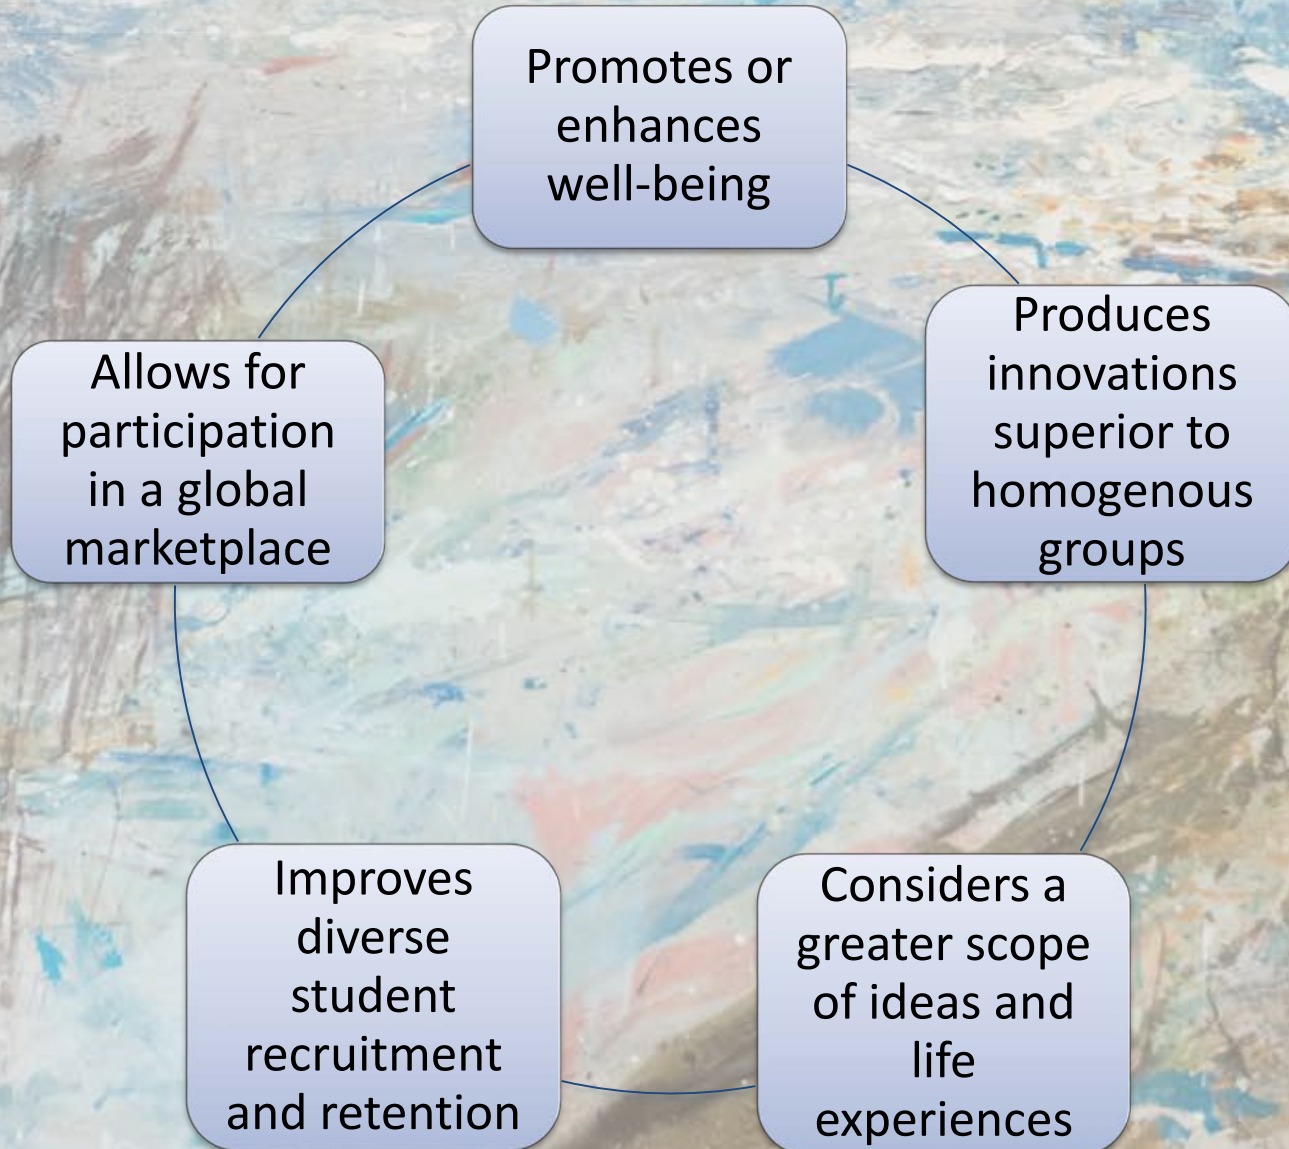 Promotes or
enhances
well-being
Produces
innovations
superior to
homogenous
groups
Considers a
greater scope
of ideas and
life
experiences
Improves
diverse
student
recruitment
and retention
Allows for
participation
in a global
marketplace